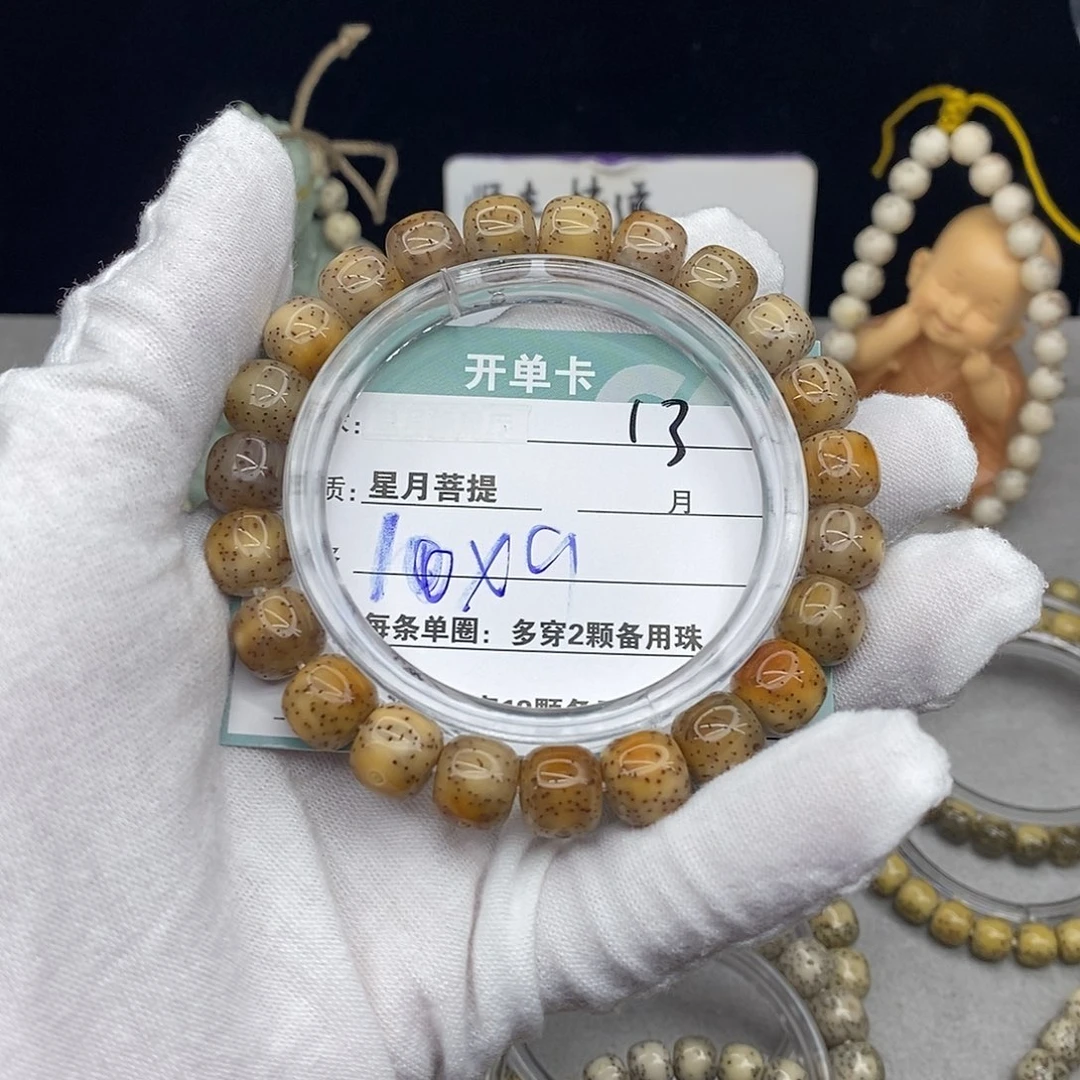 开单卡
13
质: 星月菩提
月
10x9
每条单圈: 多穿2颗备用珠